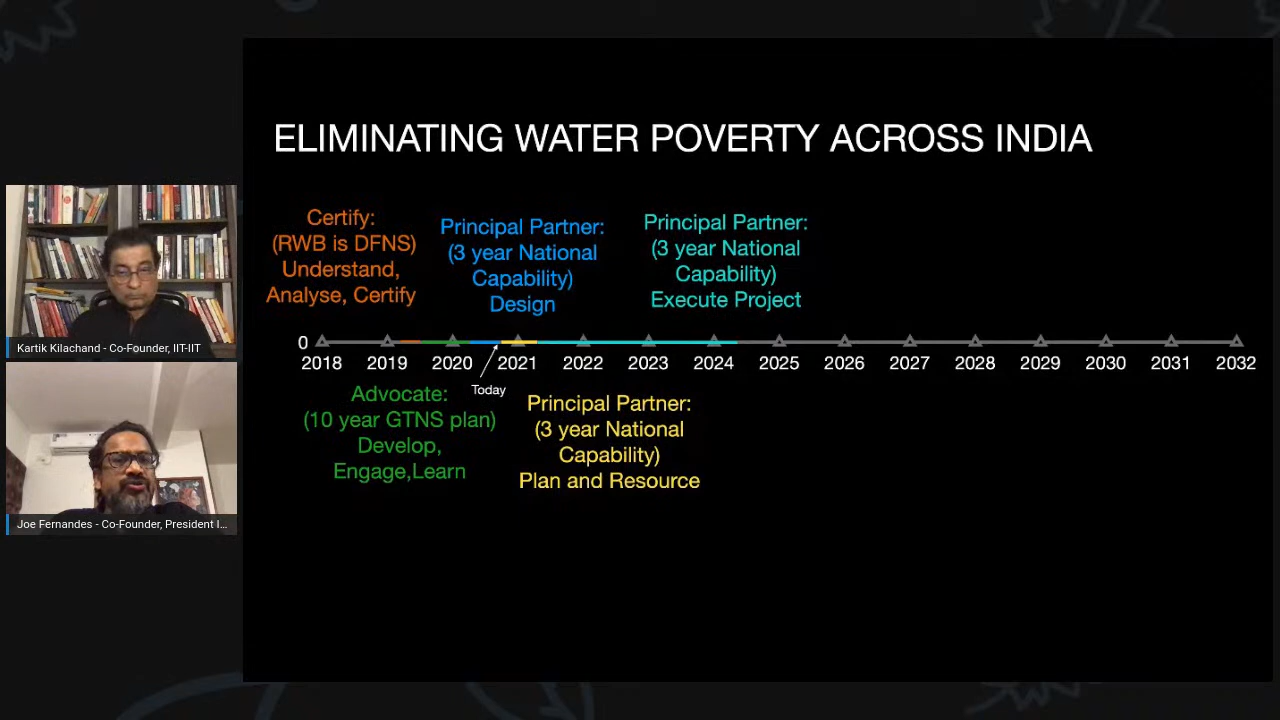 ELIMINATING WATER POVERTY ACROSS INDIA
Certify:
(RWB is DFNS)
Understand,
Analyse, Certify
Principal Partner:
(3 year National
Capability)
Design
Principal Partner:
(3 year National
Capability)
Execute Project
0
2018 2019 2020 2021 2022 2023 2024 2025 2026 2027 2028 2029 2030 2031 2032
Today
Advocate:
(10 year GTNS plan)
Develop,
Engage,Learn
Principal Partner:
(3 year National
Capability)
Plan and Resource
Kartik Kilachand - Co-Founder, IIT-IIT
Joe Fernandes - Co-Founder, President I...